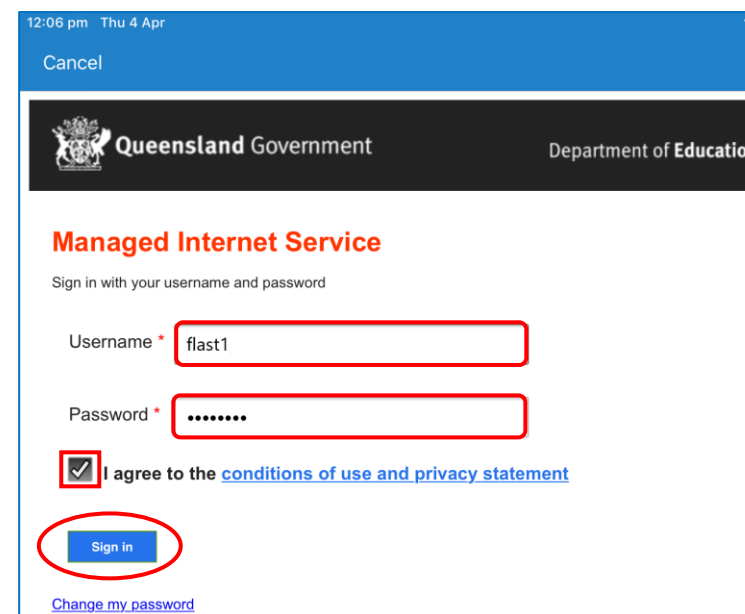 12:06 pm Thu 4 Apr
Cancel
Queensland Government
Department of Educatio
Managed Internet Service
Sign in with your username and password
Username *
flast1
Password *
••••••••
I agree to the conditions of use and privacy statement
Sign in
Change my password